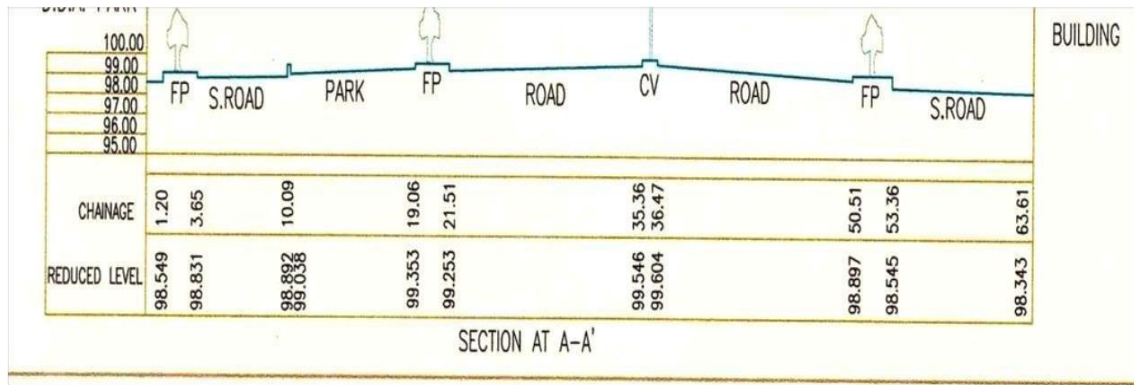 100.00
BUILDING
99.00
98.00
97.00
96.00
95.00
FP S.ROAD PARK FP ROAD CV ROAD FP S.ROAD
CHAINAGE 1.20 3.65 10.09 19.06 21.51 35.36 36.47 50.51 53.36 63.61
REDUCED LEVEL 98.549 98.831 98.892 99.038 99.353 99.253 99.546 99.604 98.897 98.545 98.343
SECTION AT A-A'